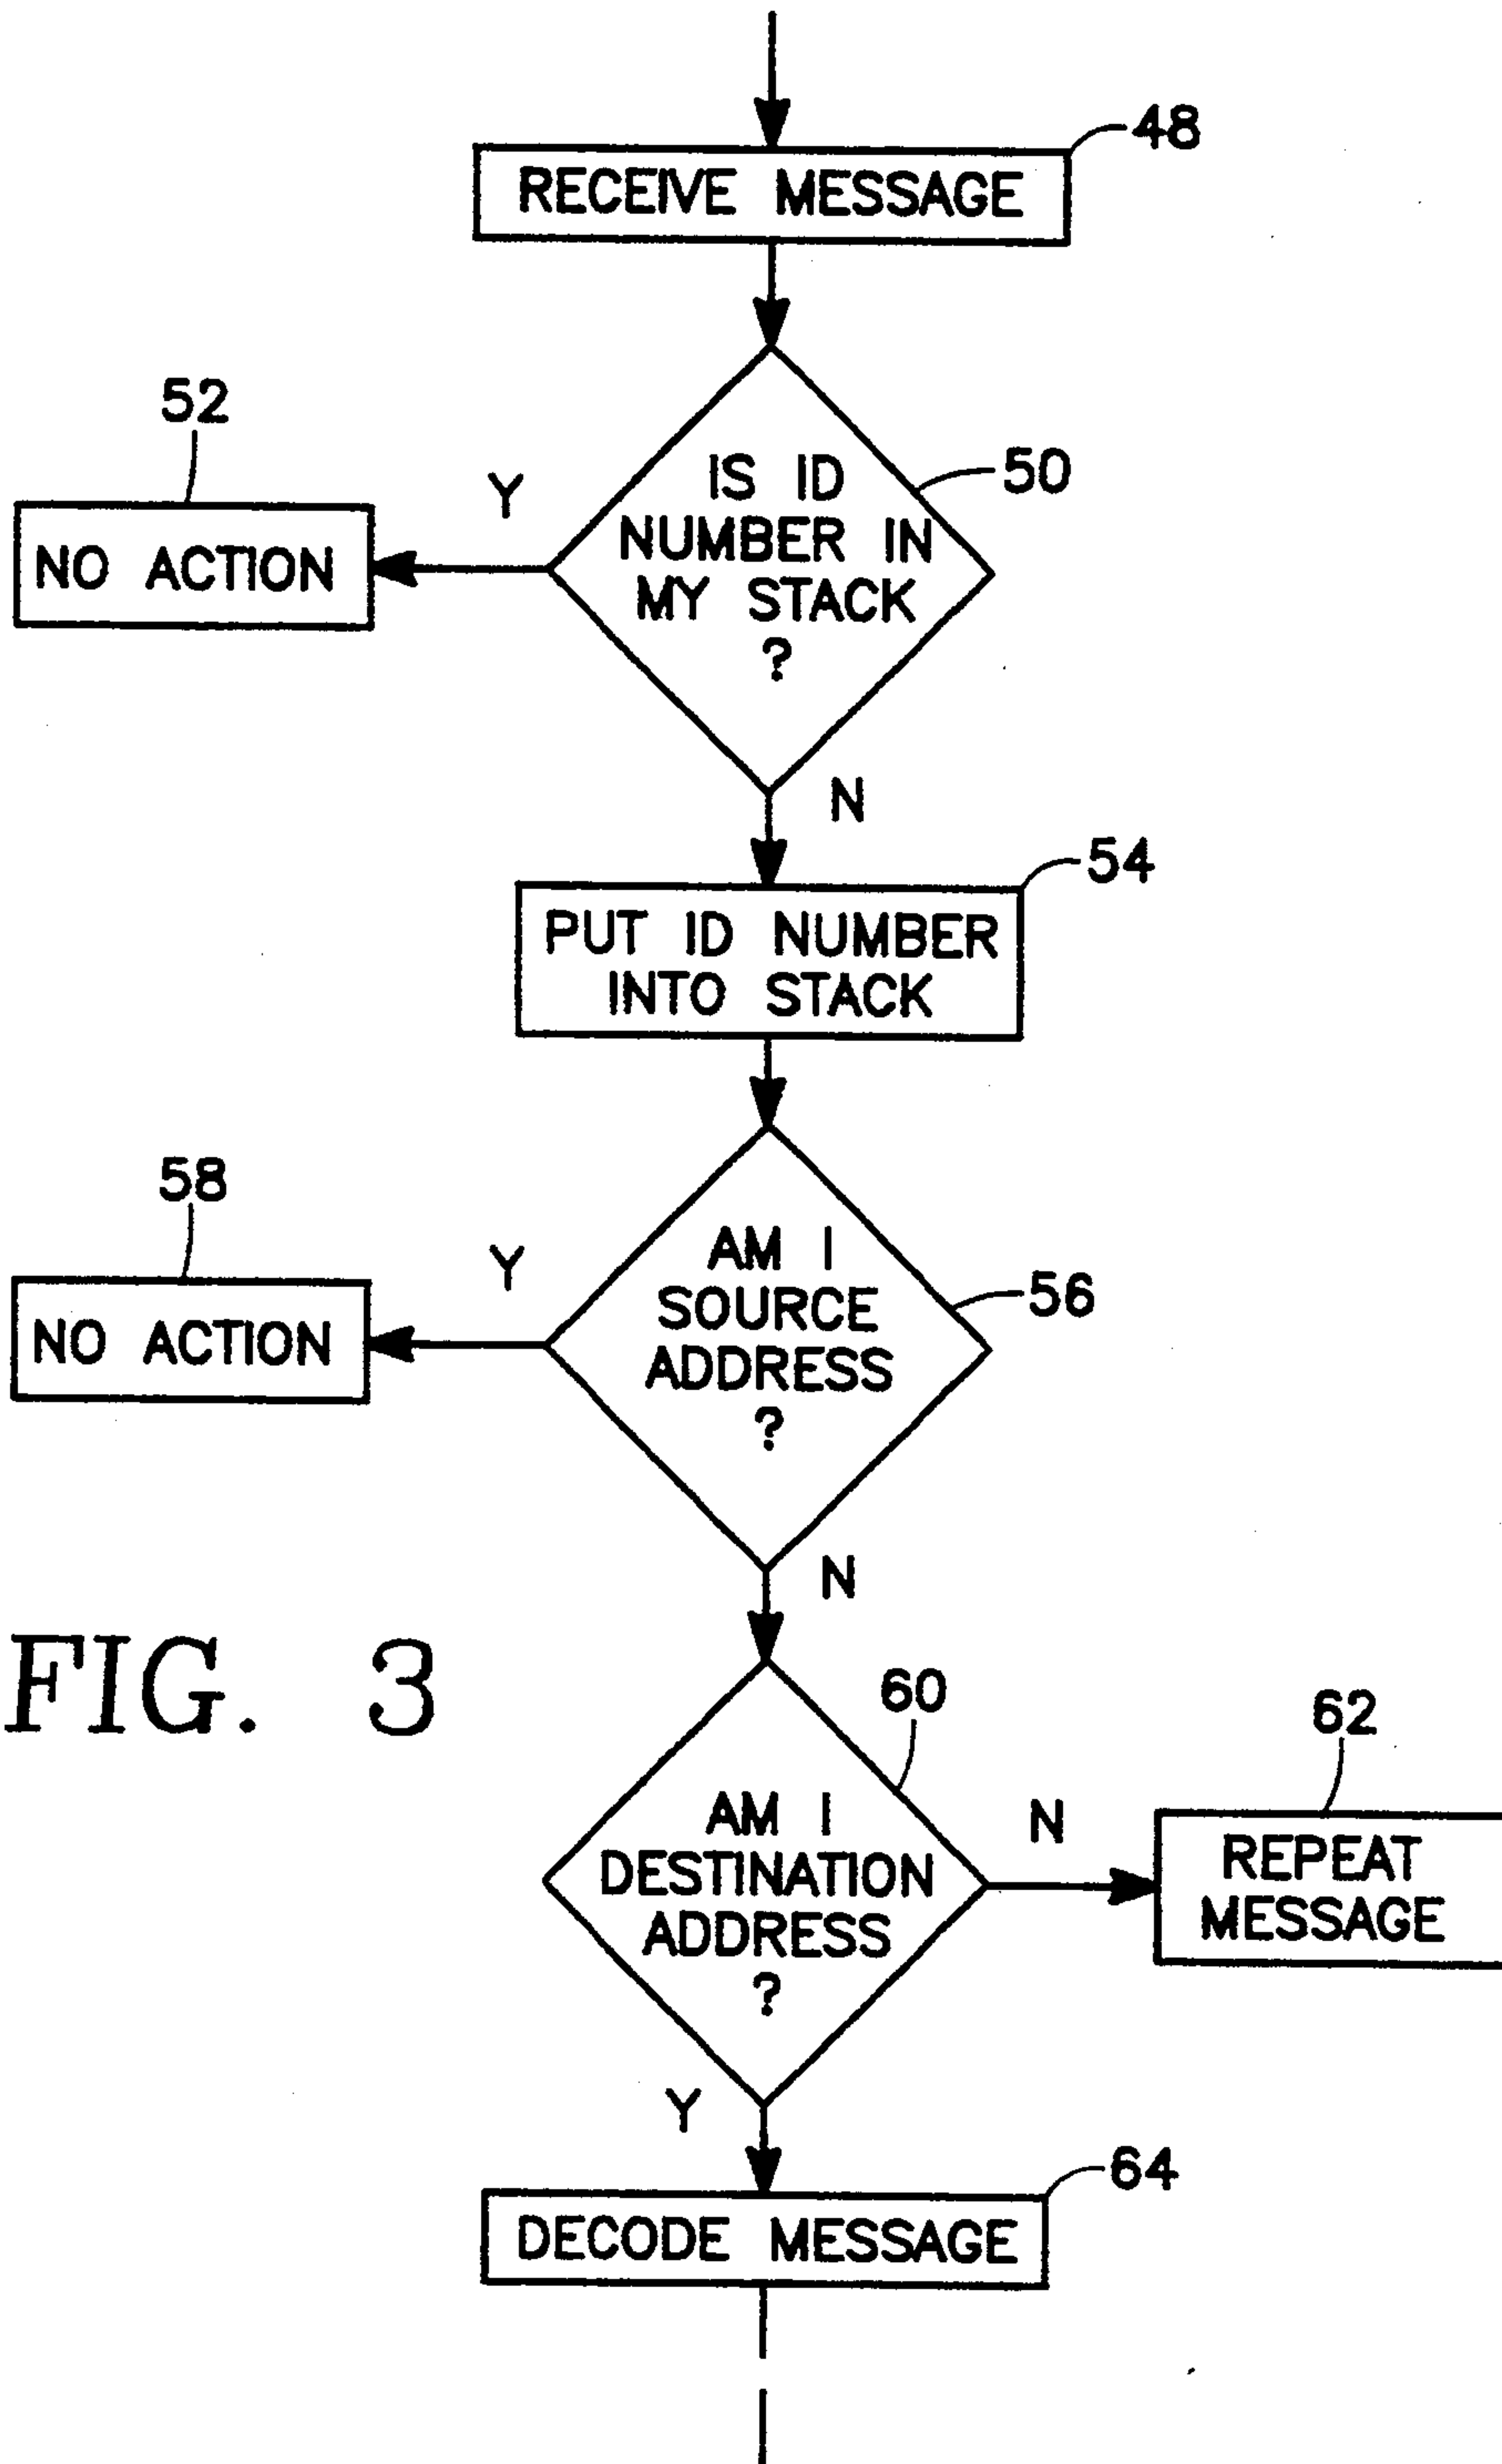 48
RECEIVE MESSAGE
52
50
Y
IS ID
NUMBER IN
MY STACK
?
NO ACTION
N
54
PUT ID NUMBER
INTO STACK
58
56
Y
AM I
SOURCE
ADDRESS
?
NO ACTION
N
FIG. 3
60
62
AM I
DESTINATION
ADDRESS
?
N
REPEAT
MESSAGE
Y
64
DECODE MESSAGE